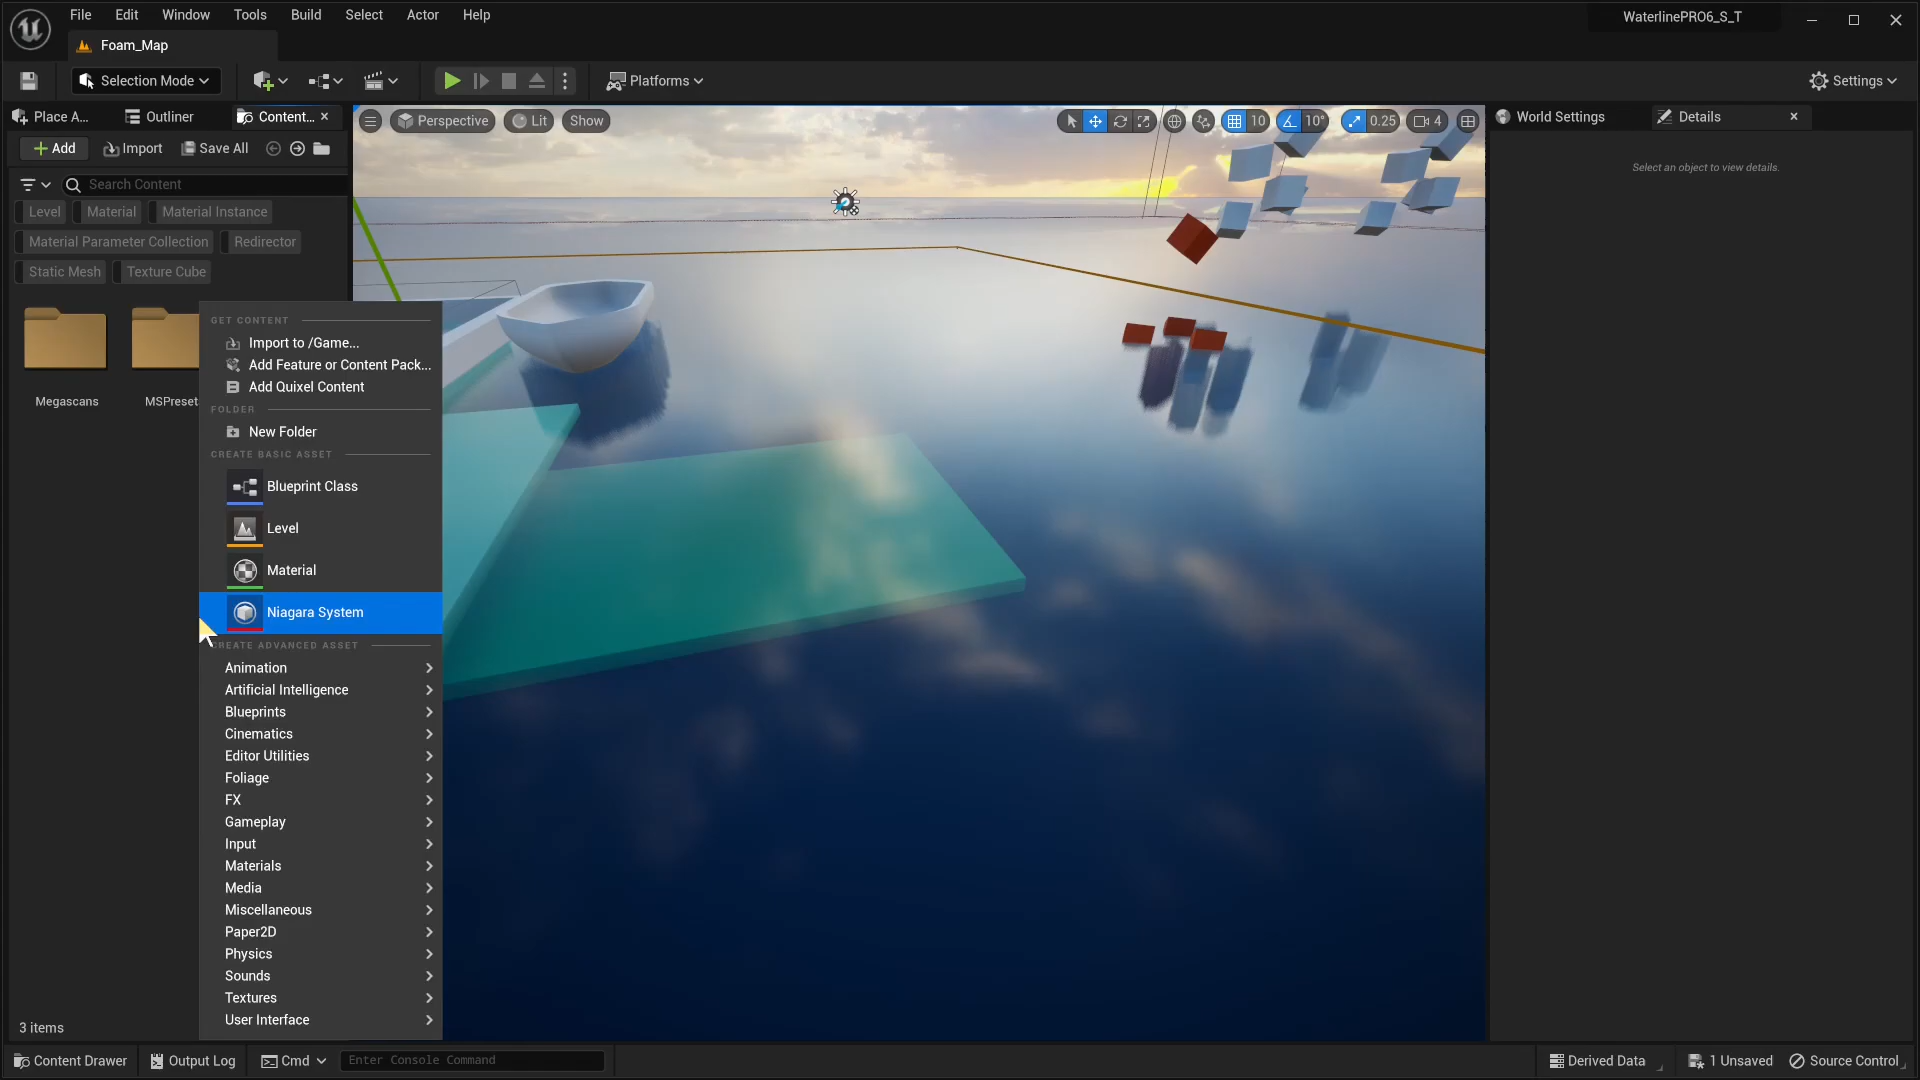 File Edit Window Tools Build Select Actor Help
WaterlinePRO6_S_T
Foam_Map
Selection Mode
Platforms
Settings
Place A...
Outliner
Content...
Perspective
Lit
Show
10
10°
0.25
4
World Settings
Details
Add
Import
Save All
Select an object to view details.
Search Content
Level
Material
Material Instance
Material Parameter Collection
Redirector
Static Mesh
Texture Cube
Megascans
MSPreset
GET CONTENT
Import to /Game...
Add Feature or Content Pack...
Add Quixel Content
FOLDER
New Folder
CREATE BASIC ASSET
Blueprint Class
Level
Material
Niagara System
CREATE ADVANCED ASSET
Animation
Artificial Intelligence
Blueprints
Cinematics
Editor Utilities
Foliage
FX
Gameplay
Input
Materials
Media
Miscellaneous
Paper2D
Physics
Sounds
Textures
User Interface
3 items
Content Drawer
Output Log
Cmd
Enter Console Command
Derived Data
1 Unsaved
Source Control